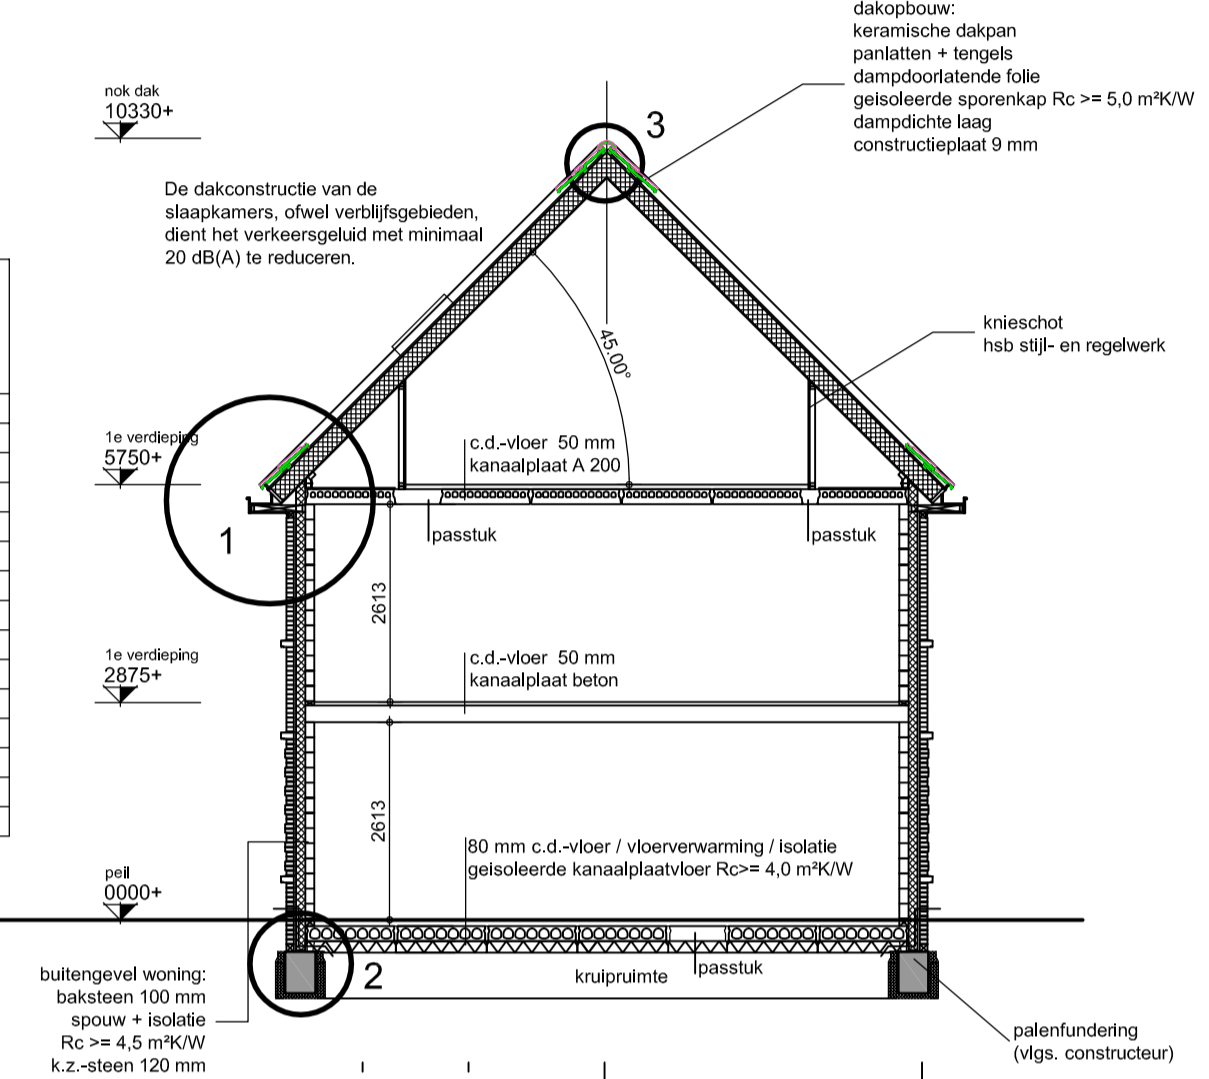 dakopbouw:
keramische dakpan
panlatten + tengels
dampdoorlatende folie
geisoleerde sporenkap Rc >= 5,0 m²K/W
dampdichte laag
constructieplaat 9 mm
nok dak
10330+
3
De dakconstructie van de
slaapkamers, ofwel verblijfsgebieden,
dient het verkeersgeluid met minimaal
20 dB(A) te reduceren.
knieschot
hsb stijl- en regelwerk
45.00°
1e verdieping
5750+
c.d.-vloer 50 mm
kanaalplaat A 200
1
passtuk
passtuk
2613
1e verdieping
2875+
c.d.-vloer 50 mm
kanaalplaat beton
2613
80 mm c.d.-vloer / vloerverwarming / isolatie
geisoleerde kanaalplaatvloer Rc>= 4,0 m²K/W
peil
0000+
2
kruipruimte
passtuk
buitengevel woning:
baksteen 100 mm
spouw + isolatie
Rc >= 4,5 m²K/W
k.z.-steen 120 mm
palenfundering
(vlgs. constructeur)